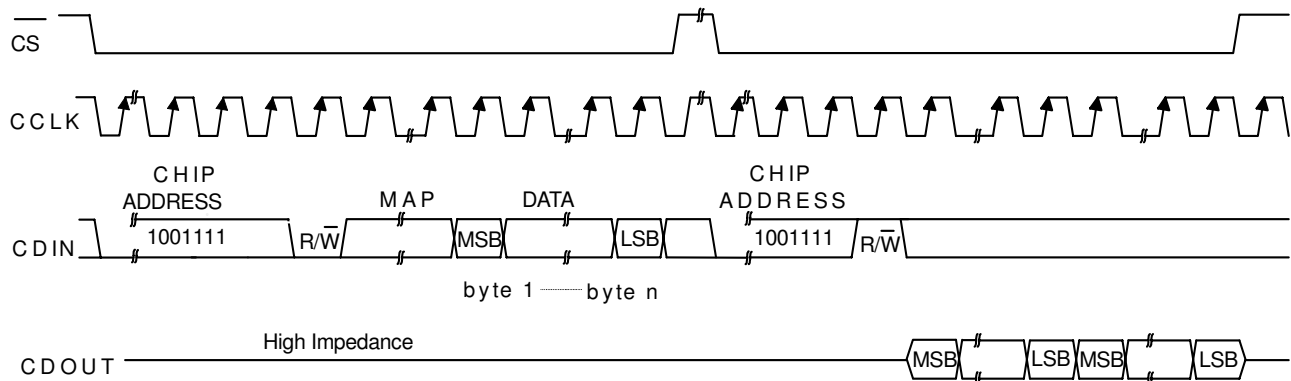 CS
CCLK
CHIP
ADDRESS
MAP
DATA
CHIP
ADDRESS
CDIN
1001111
R/W
MSB
LSB
1001111
R/W
byte 1 ........ byte n
High Impedance
CDOUT
MSB
LSB
MSB
LSB